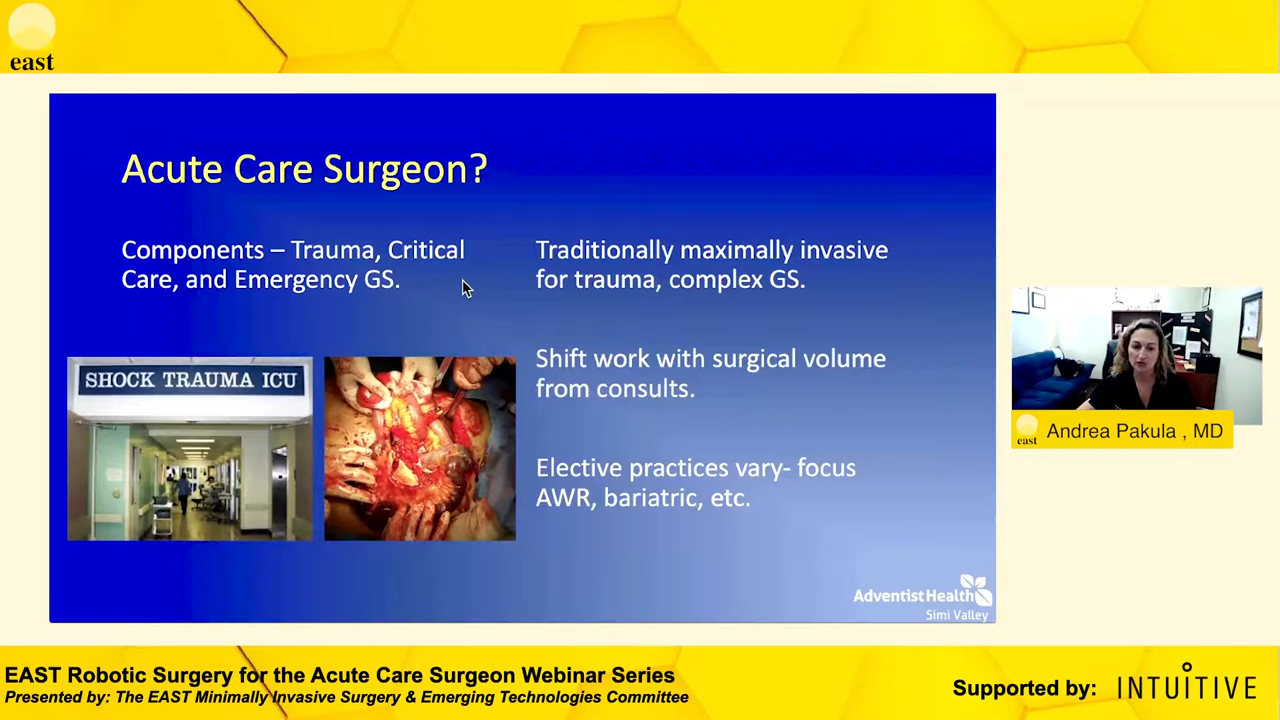 east
Acute Care Surgeon?
Components – Trauma, Critical
Care, and Emergency GS.
Traditionally maximally invasive
for trauma, complex GS.
Shift work with surgical volume
from consults.
Elective practices vary- focus
AWR, bariatric, etc.
SHOCK TRAUMA ICU
AdventistHealth
Simi Valley
east
Andrea Pakula , MD
EAST Robotic Surgery for the Acute Care Surgeon Webinar Series
Presented by: The EAST Minimally Invasive Surgery & Emerging Technologies Committee
Supported by:
INTUITIVE